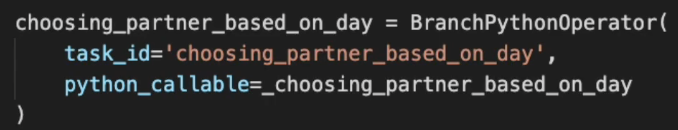 choosing_partner_based_on_day = BranchPythonOperator(
    task_id='choosing_partner_based_on_day',
    python_callable=_choosing_partner_based_on_day
)